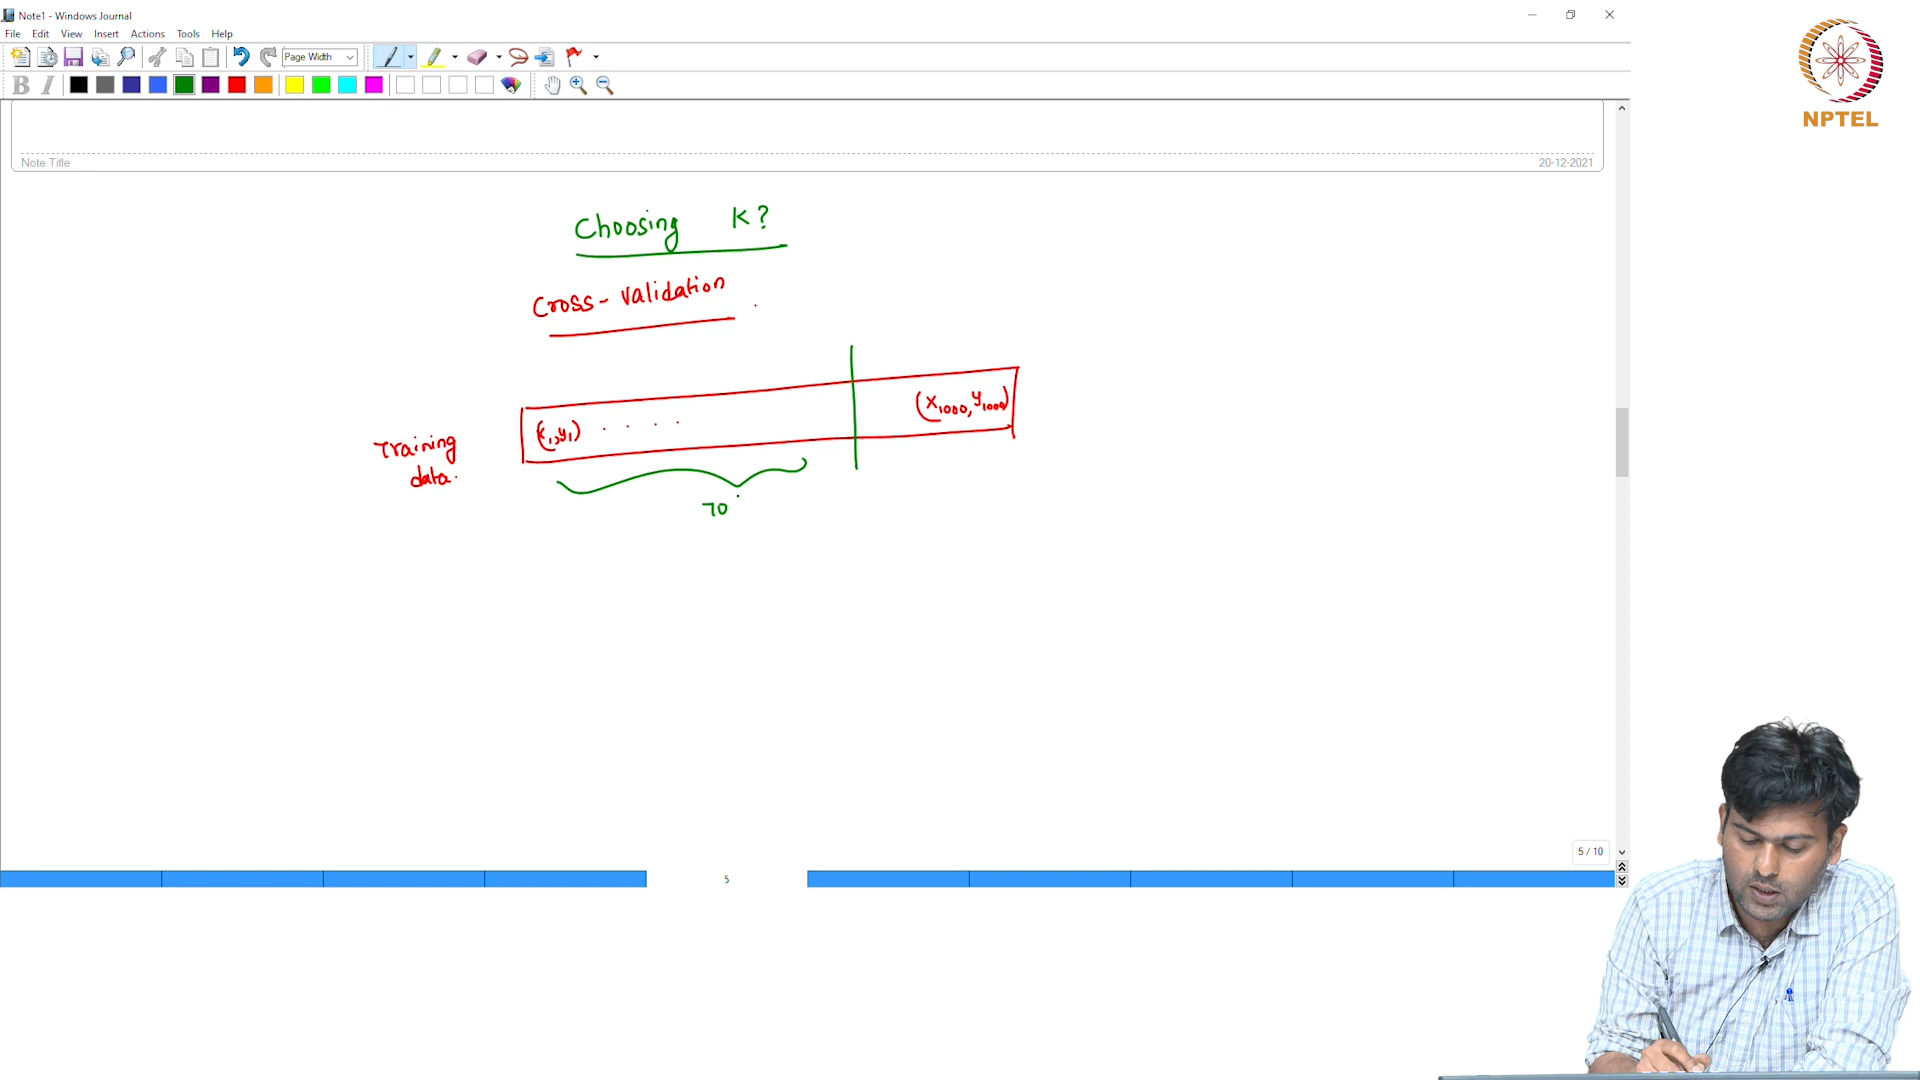 Note1 - Windows Journal
File Edit View Insert Actions Tools Help
Page Width
B I
NPTEL
Note Title
20-12-2021
Choosing K?
Cross-validation
(x₁,y₁) . . . .
(x₁₀₀₀,y₁₀₀₀)
Training
data.
70
5 / 10
5